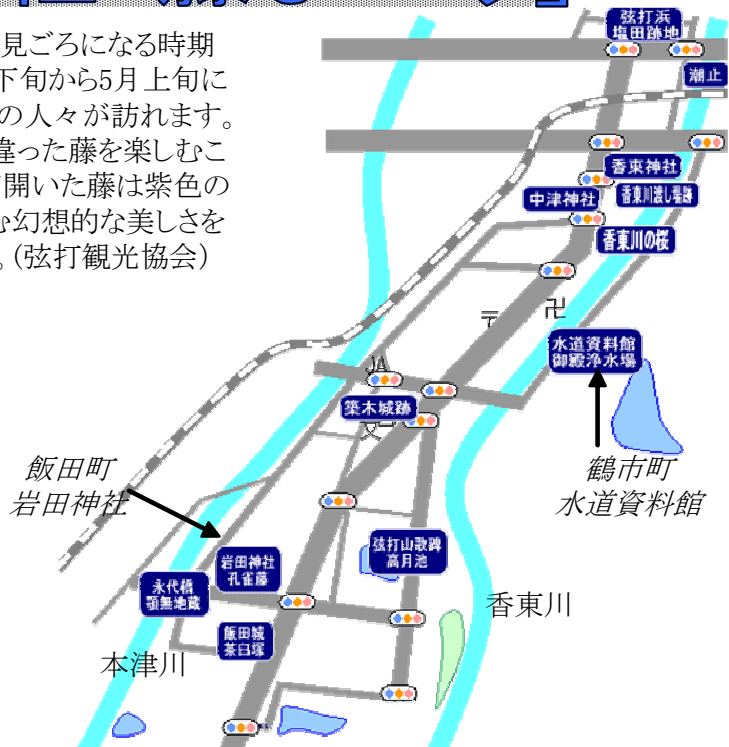 見ごろになる時期
下旬から5月上旬に
の人々が訪れます。
違った藤を楽しむこ
開いた藤は紫色の
幻想的な美しさを
(弦打観光協会)
弦打浜
塩田跡地
潮止
香東神社
中津神社
香東川渡し場跡
香東川の桜
〒
卍
水道資料館
御殿浄水場
築木城跡
文
飯田町
岩田神社
鶴市町
水道資料館
弦打山歌碑
高月池
岩田神社
孔雀藤
永代橋
顎無地蔵
飯田城
茶臼塚
香東川
本津川